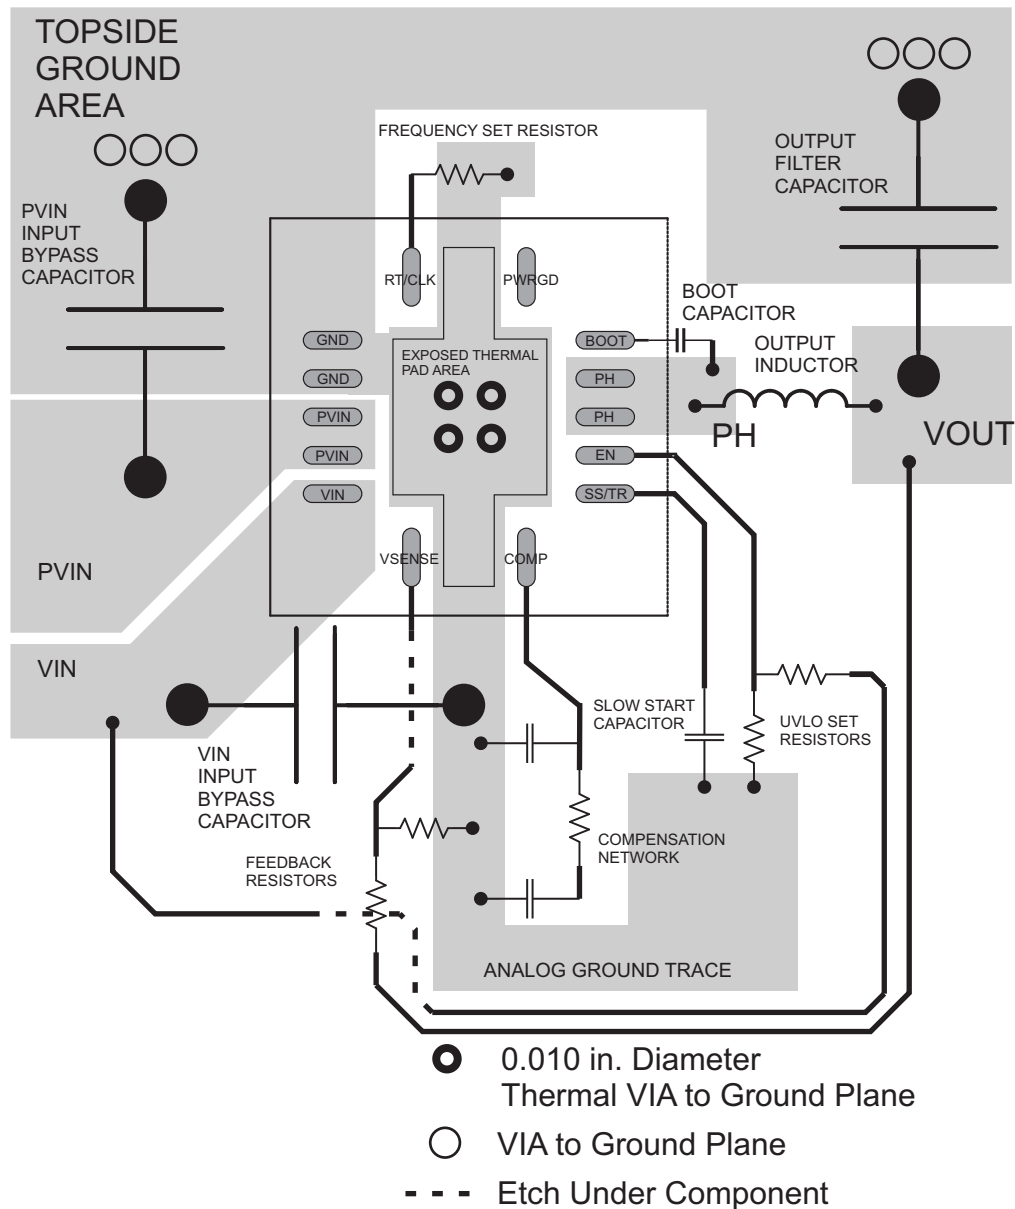 TOPSIDE
GROUND
AREA
FREQUENCY SET RESISTOR
OUTPUT
FILTER
CAPACITOR
PVIN
INPUT
BYPASS
CAPACITOR
RT/CLK
PWRGD
BOOT
CAPACITOR
GND
EXPOSED THERMAL
PAD AREA
BOOT
OUTPUT
INDUCTOR
GND
PH
PVIN
PH
PH
VOUT
PVIN
EN
VIN
SS/TR
VSENSE
COMP
PVIN
VIN
SLOW START
CAPACITOR
UVLO SET
RESISTORS
VIN
INPUT
BYPASS
CAPACITOR
COMPENSATION
NETWORK
FEEDBACK
RESISTORS
ANALOG GROUND TRACE
0.010 in. Diameter
Thermal VIA to Ground Plane
VIA to Ground Plane
Etch Under Component